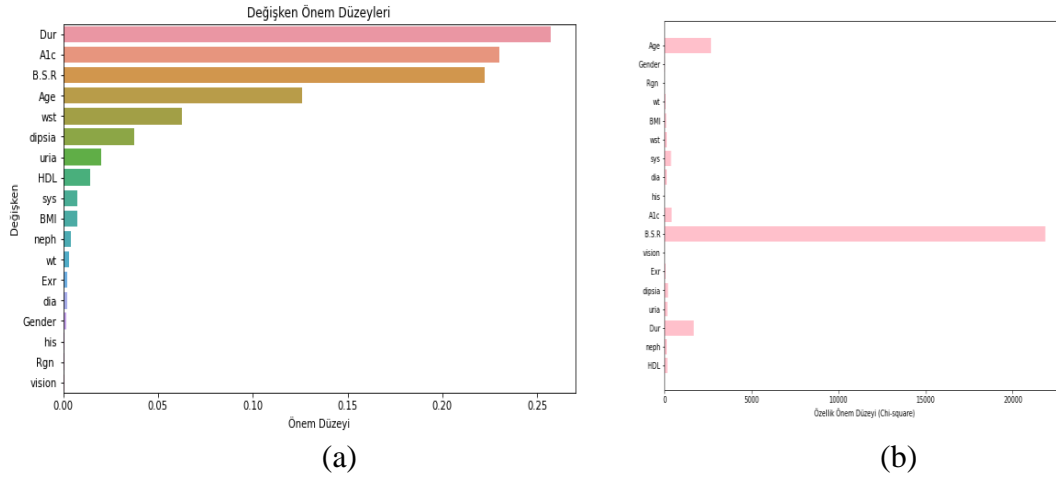 Değişken Önem Düzeyleri
Dur
A1c
B.S.R
Age
wst
dipsia
uria
HDL
sys
BMI
neph
wt
Exr
dia
Gender
his
Rgn
vision
Değişken
0.00 0.05 0.10 0.15 0.20 0.25
Önem Düzeyi
(a)
Age
Gender
Rgn
wt
BMI
wst
sys
dia
his
A1c
B.S.R
vision
Exr
dipsia
uria
Dur
neph
HDL
0 5000 10000 15000 20000
Özellik Önem Düzeyi (Chi-square)
(b)